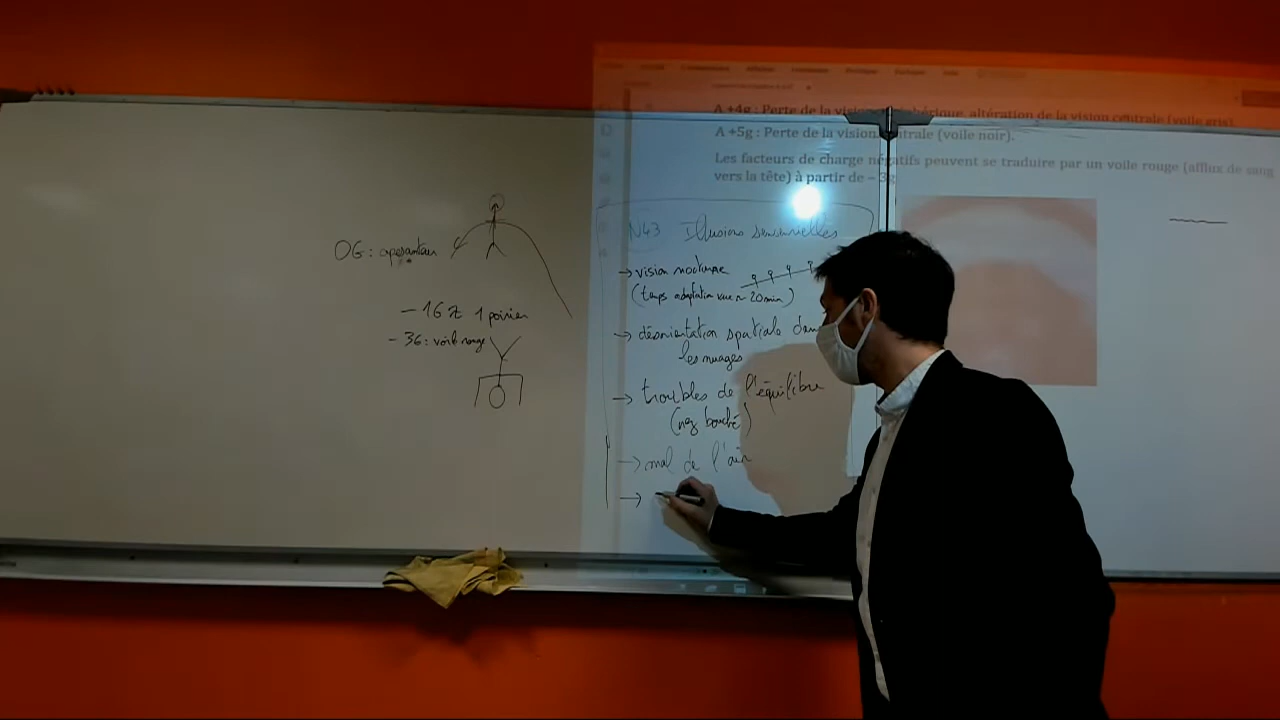 A +4g : Perte de la vision périphérique, altération de la vision centrale (voile gris).
A +5g : Perte de la vision centrale (voile noir).
Les facteurs de charge négatifs peuvent se traduire par un voile rouge (afflux de sang
vers la tête) à partir de – 3g
OG : apesanteur
- 1G ≈ 1 poirier
- 3G : voile rouge
N43 Illusions sensorielles
→ vision nocturne
(temps adaptation vue ~ 20min)
→ désorientation spatiale dans
les nuages
→ troubles de l'équilibre
(nez bouché)
→ mal de l'air
→